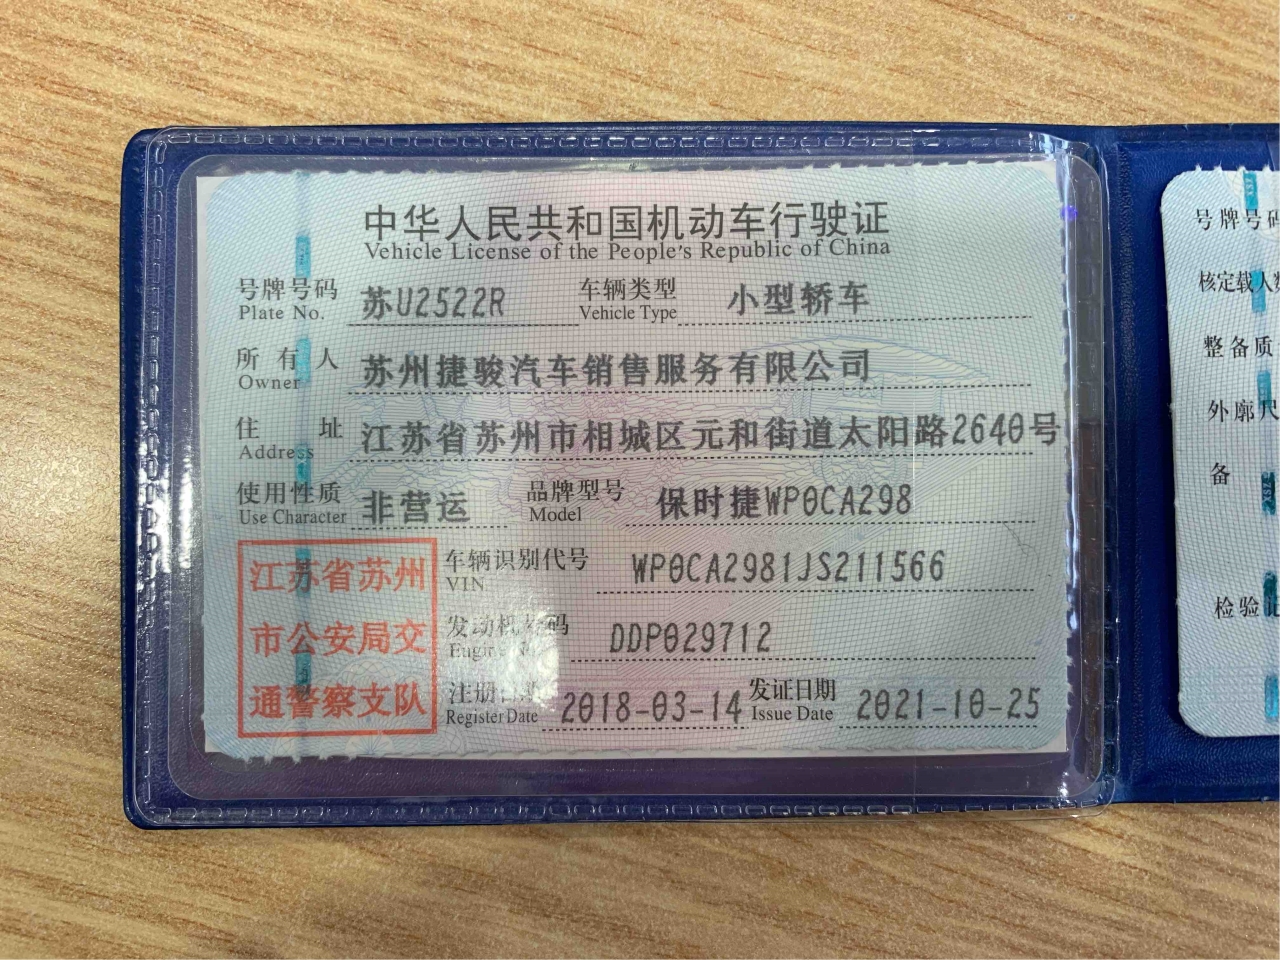 中华人民共和国机动车行驶证
Vehicle License of the People's Republic of China
号牌号码 苏U2522R 车辆类型 小型轿车
Plate No. Vehicle Type
所有人 苏州捷骏汽车销售服务有限公司
Owner
住址 江苏省苏州市相城区元和街道太阳路2640号
Address
使用性质 非营运 品牌型号 保时捷WP0CA298
Use Character Model
江苏省苏州
市公安局交
通警察支队
车辆识别代号 WP0CA2981JS211566
VIN
发动机号码 DDP029712
Engine No.
注册日期 2018-03-14 发证日期 2021-10-25
Register Date Issue Date
号牌号码
核定载人数
整备质
外廓尺
备
检验记